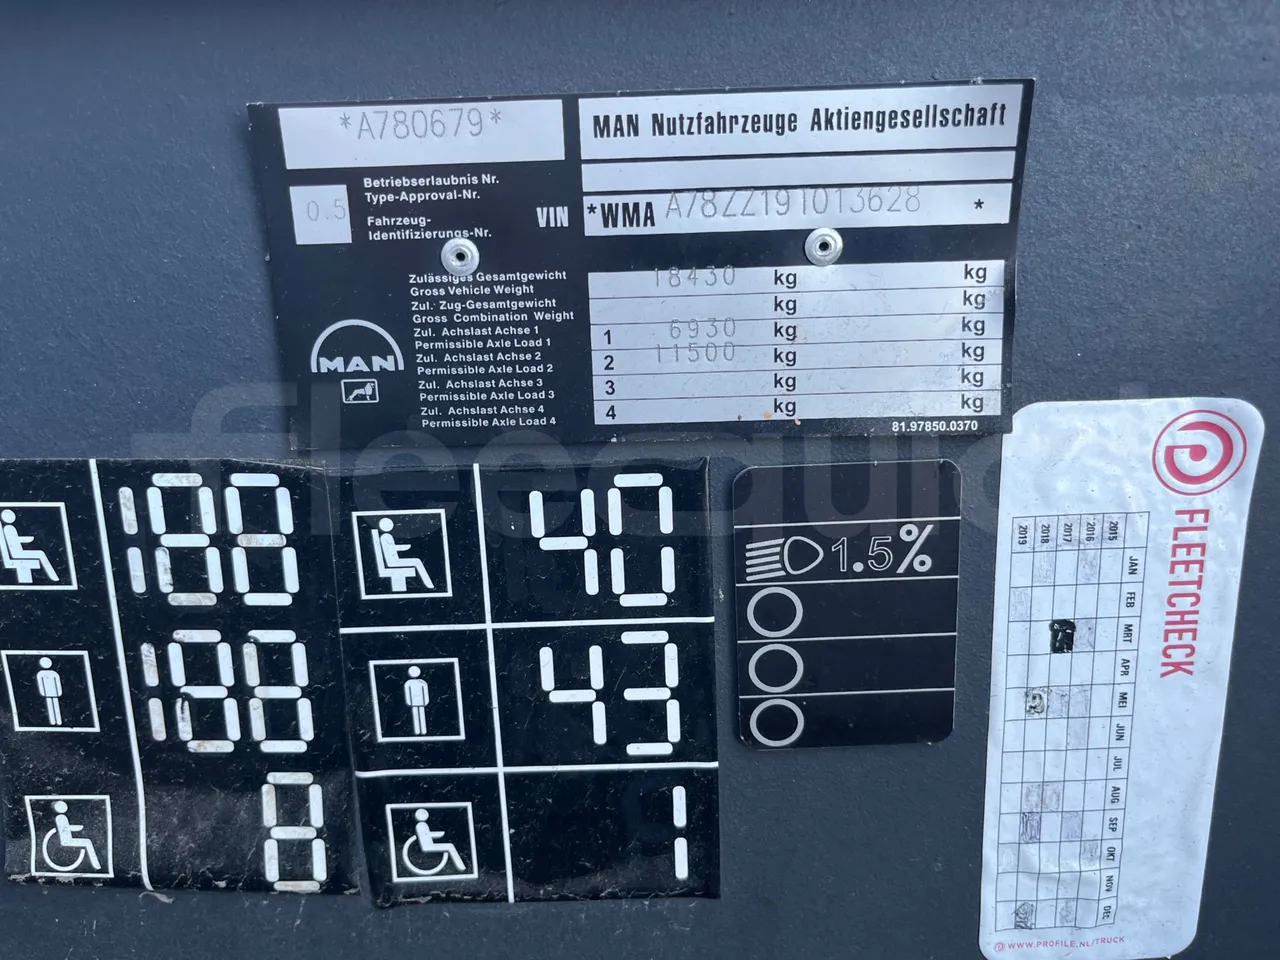 *A780679*
MAN Nutzfahrzeuge Aktiengesellschaft
Betriebserlaubnis Nr.
Type-Approval-Nr.
0.5
Fahrzeug-
Identifizierungs-Nr.
VIN
*WMA A78ZZ19T013628 *
Zulässiges Gesamtgewicht
Gross Vehicle Weight
18430 kg kg
Zul. Zug-Gesamtgewicht
Gross Combination Weight
kg kg
Zul. Achslast Achse 1
Permissible Axle Load 1
1 6930 kg kg
Zul. Achslast Achse 2
Permissible Axle Load 2
2 11500 kg kg
Zul. Achslast Achse 3
Permissible Axle Load 3
3 kg kg
Zul. Achslast Achse 4
Permissible Axle Load 4
4 kg kg
MAN
81.97850.0370
188
188
8
40
43
1
1.5%
FLEETCHECK
2015
2016
2017
2018
2019
JAN
FEB
MRT
APR
MEI
JUN
JUL
AUG
SEP
OKT
NOV
DEC
WWW.PROFILE.NL/TRUCK